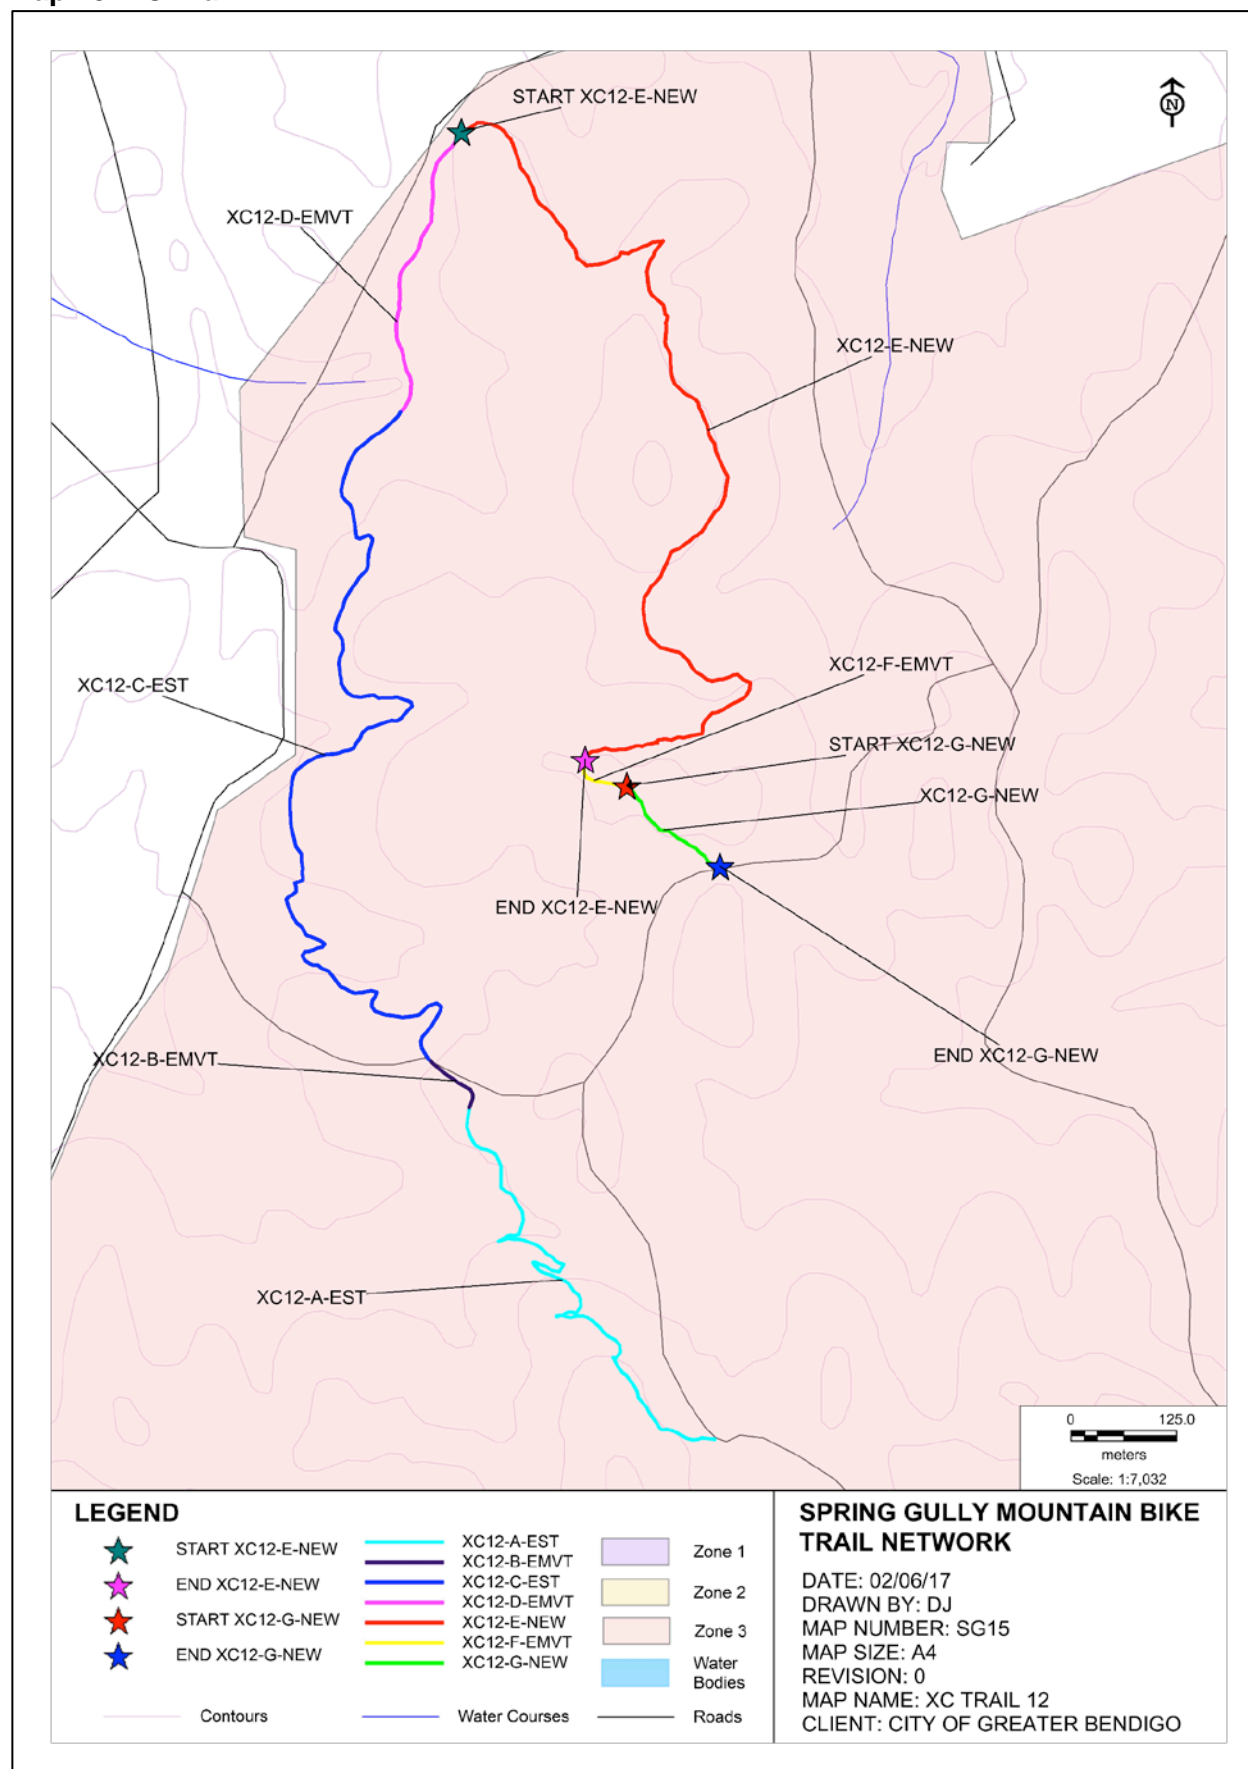 START XC12-E-NEW
N
XC12-D-EMVT
XC12-E-NEW
XC12-F-EMVT
XC12-C-EST
START XC12-G-NEW
XC12-G-NEW
END XC12-E-NEW
END XC12-G-NEW
XC12-B-EMVT
XC12-A-EST
0 125.0
meters
Scale: 1:7,032
LEGEND
START XC12-E-NEW
END XC12-E-NEW
START XC12-G-NEW
END XC12-G-NEW
XC12-A-EST
XC12-B-EMVT
XC12-C-EST
XC12-D-EMVT
XC12-E-NEW
XC12-F-EMVT
XC12-G-NEW
Zone 1
Zone 2
Zone 3
Water
Bodies
Contours
Water Courses
Roads
SPRING GULLY MOUNTAIN BIKE
TRAIL NETWORK
DATE: 02/06/17
DRAWN BY: DJ
MAP NUMBER: SG15
MAP SIZE: A4
REVISION: 0
MAP NAME: XC TRAIL 12
CLIENT: CITY OF GREATER BENDIGO